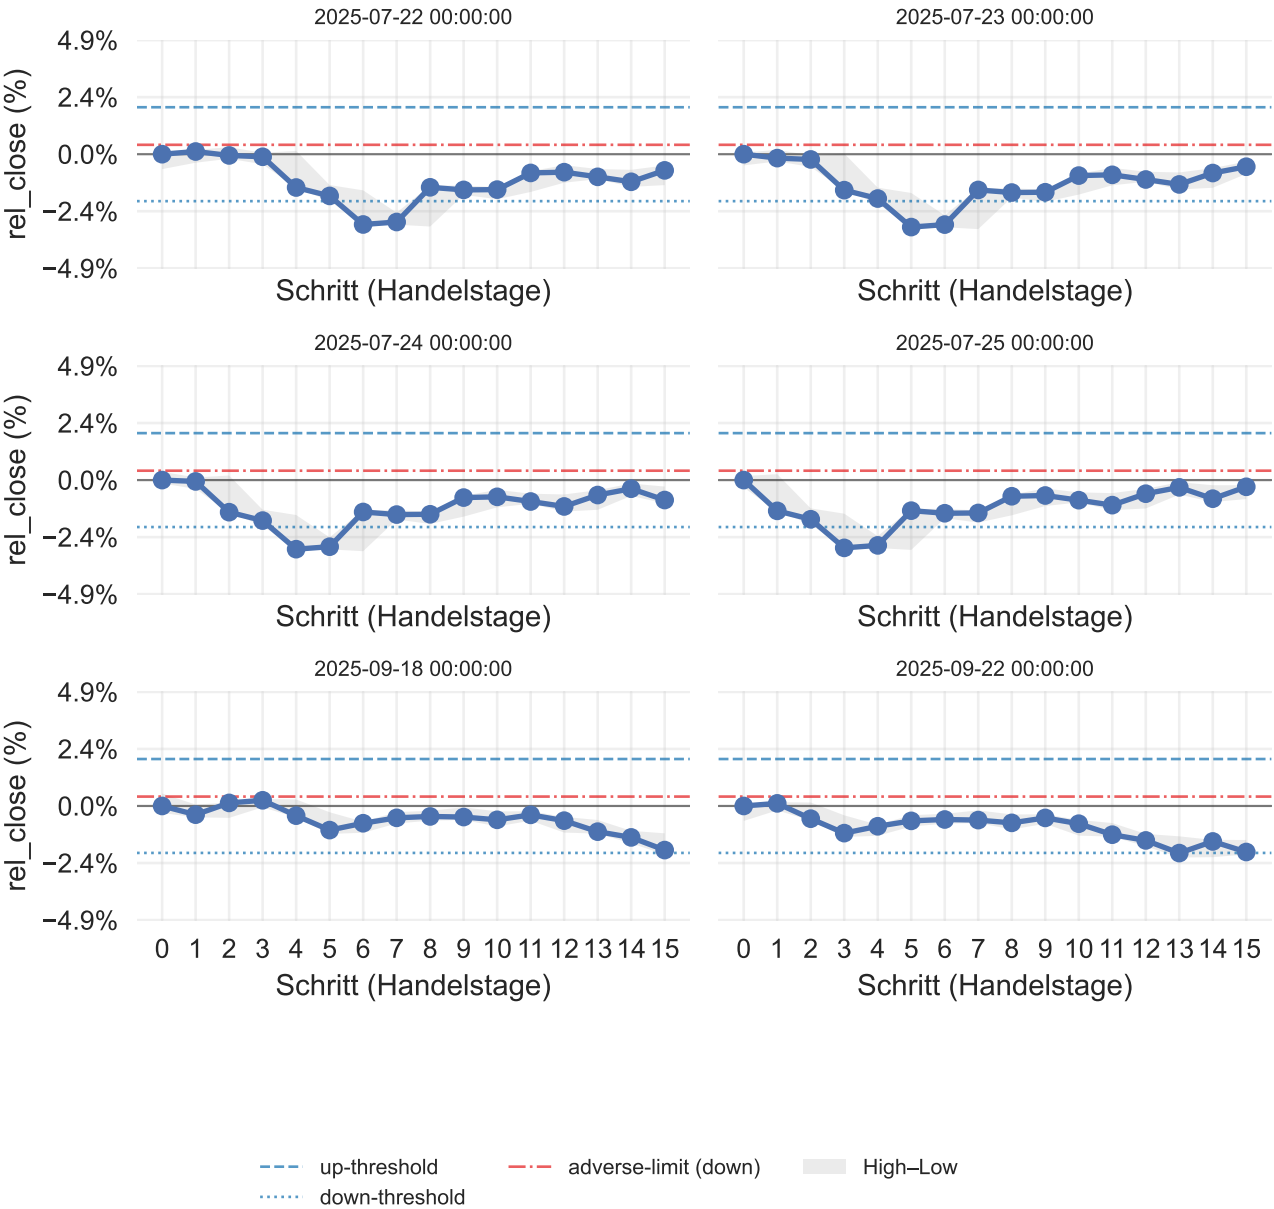 2025-07-22 00:00:00
2025-07-23 00:00:00
4.9%
2.4%
0.0%
−2.4%
−4.9%
rel_close (%)
Schritt (Handelstage)
Schritt (Handelstage)
2025-07-24 00:00:00
2025-07-25 00:00:00
4.9%
2.4%
0.0%
−2.4%
−4.9%
rel_close (%)
Schritt (Handelstage)
Schritt (Handelstage)
2025-09-18 00:00:00
2025-09-22 00:00:00
4.9%
2.4%
0.0%
−2.4%
−4.9%
rel_close (%)
0 1 2 3 4 5 6 7 8 9 10 11 12 13 14 15
0 1 2 3 4 5 6 7 8 9 10 11 12 13 14 15
Schritt (Handelstage)
Schritt (Handelstage)
up-threshold
adverse-limit (down)
High–Low
down-threshold